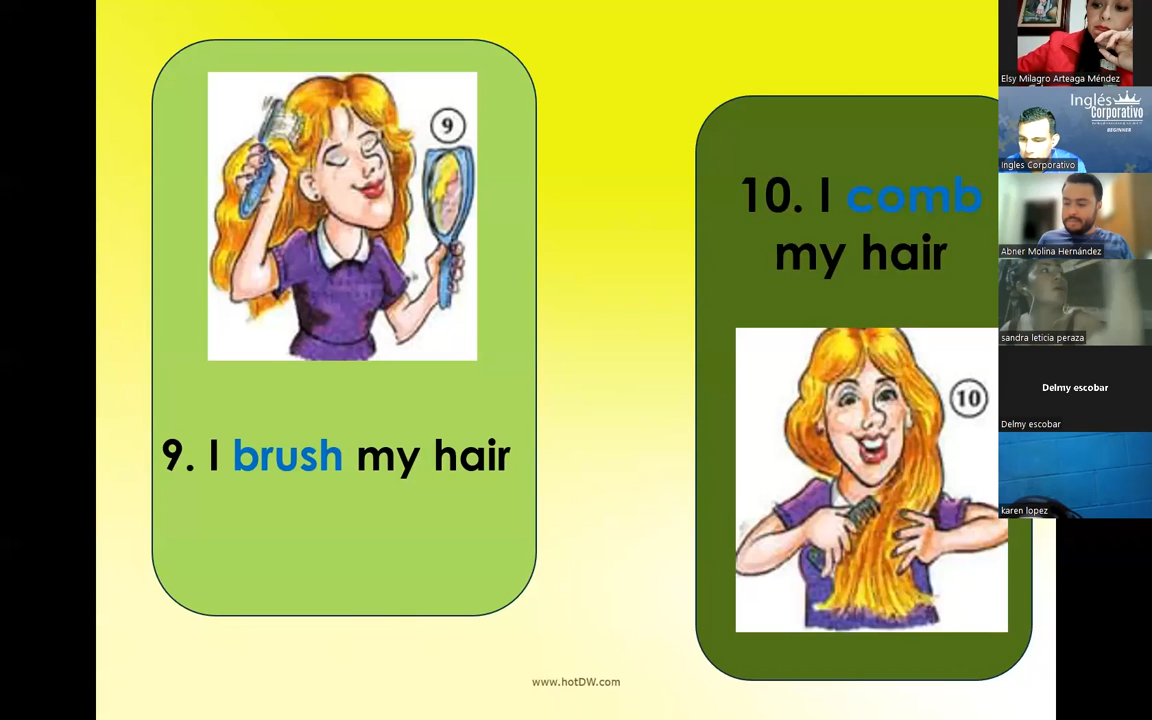 9
9. I brush my hair
10. I comb
my hair
10
www.hotDW.com
Elsy Milagro Arteaga Méndez
Inglés
Corporativo
BEGINNER
Ingles Corporativo
Abner Molina Hernández
sandra leticia peraza
Delmy escobar
Delmy escobar
karen lopez